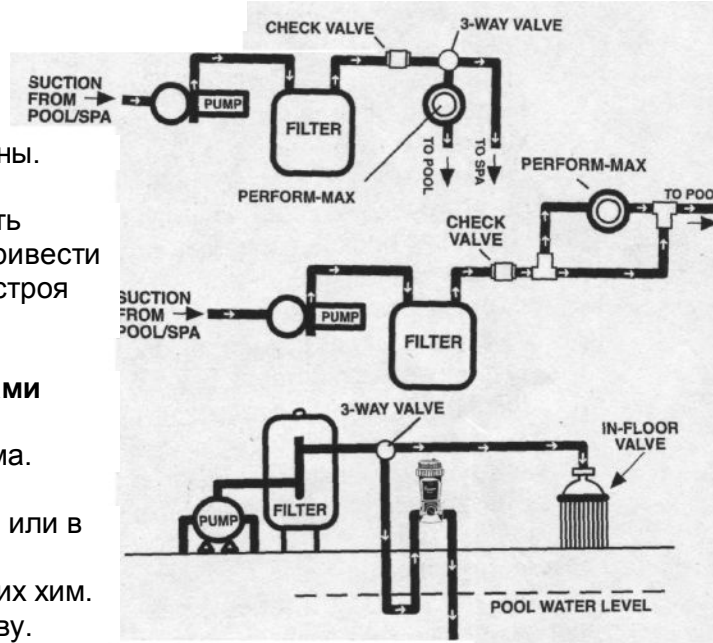 CHECK VALVE
3-WAY VALVE
SUCTION
FROM
POOL/SPA
PUMP
FILTER
TO POOL
TO SPA
PERFORM-MAX
ны.
ть
ривести
строя
ми
ма.
или в
их хим.
ву.
PERFORM-MAX
TO POO
CHECK
VALVE
SUCTION
FROM
POOL/SPA
PUMP
FILTER
3-WAY VALVE
IN-FLOOR
VALVE
FILTER
PUMP
POOL WATER LEVEL